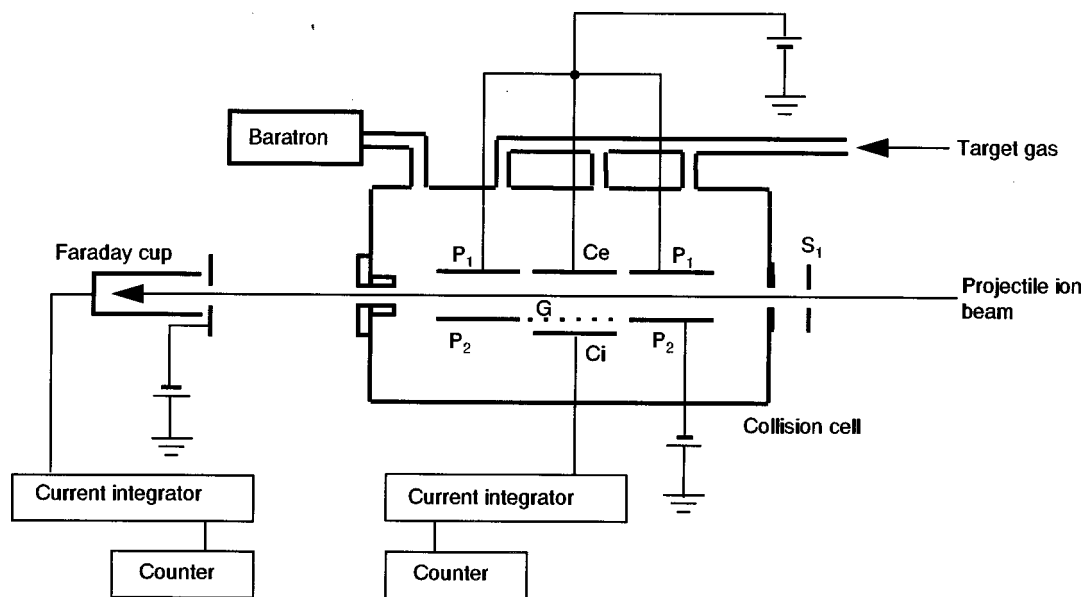 Baratron
Target gas
Faraday cup
P1
Ce
P1
S1
Projectile ion
beam
G
P2
Ci
P2
Collision cell
Current integrator
Current integrator
Counter
Counter